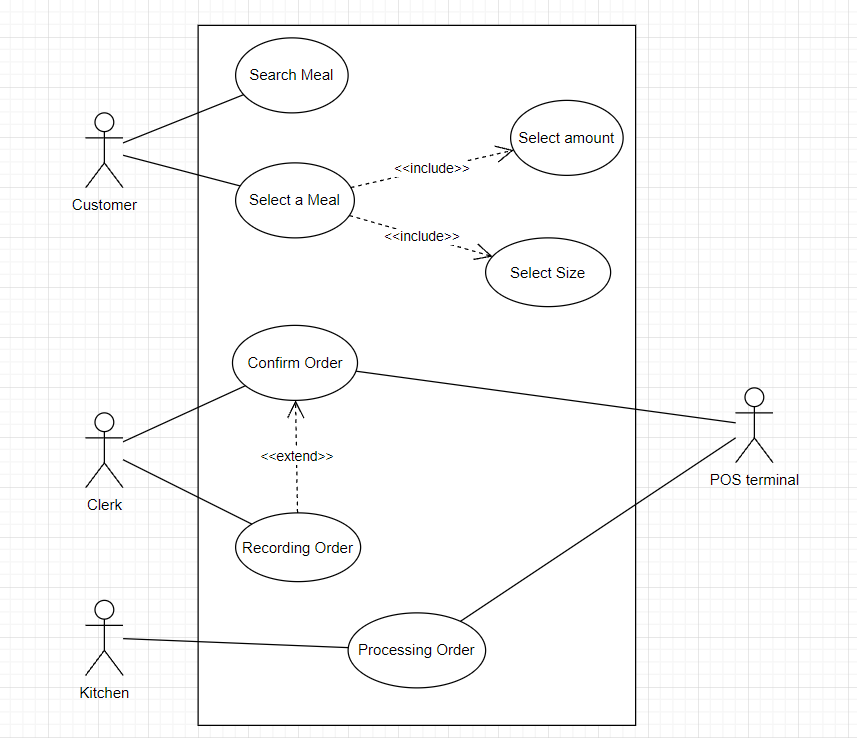 Search Meal
Select amount
<<include>>
Customer
Select a Meal
<<include>>
Select Size
Confirm Order
<<extend>>
POS terminal
Clerk
Recording Order
Processing Order
Kitchen